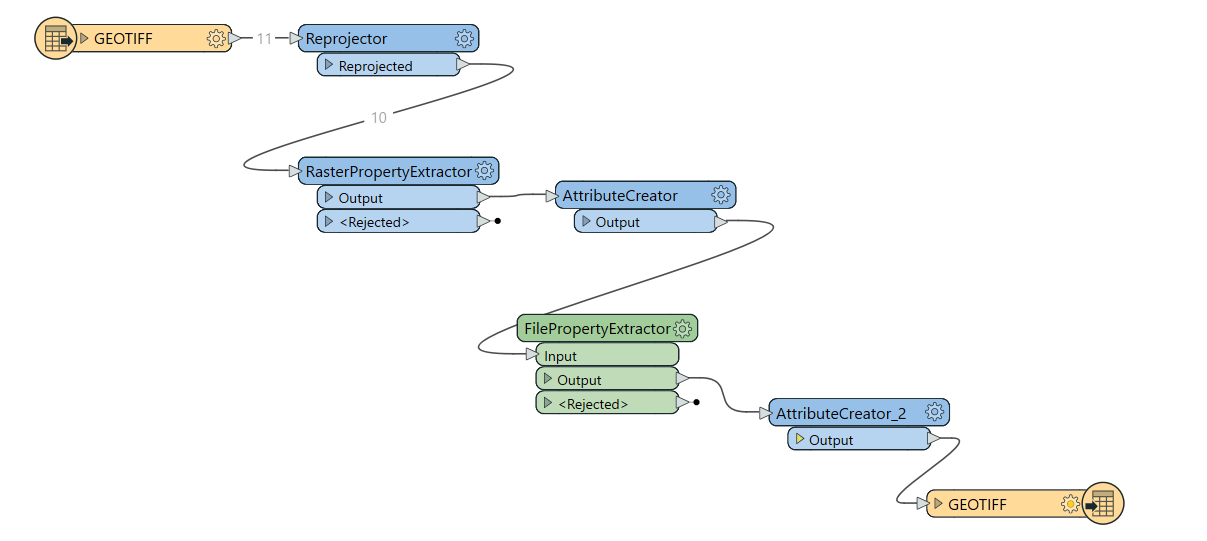 GEOTIFF
11
Reprojector
Reprojected
10
RasterPropertyExtractor
Output
<Rejected>
AttributeCreator
Output
FilePropertyExtractor
Input
Output
<Rejected>
AttributeCreator_2
Output
GEOTIFF